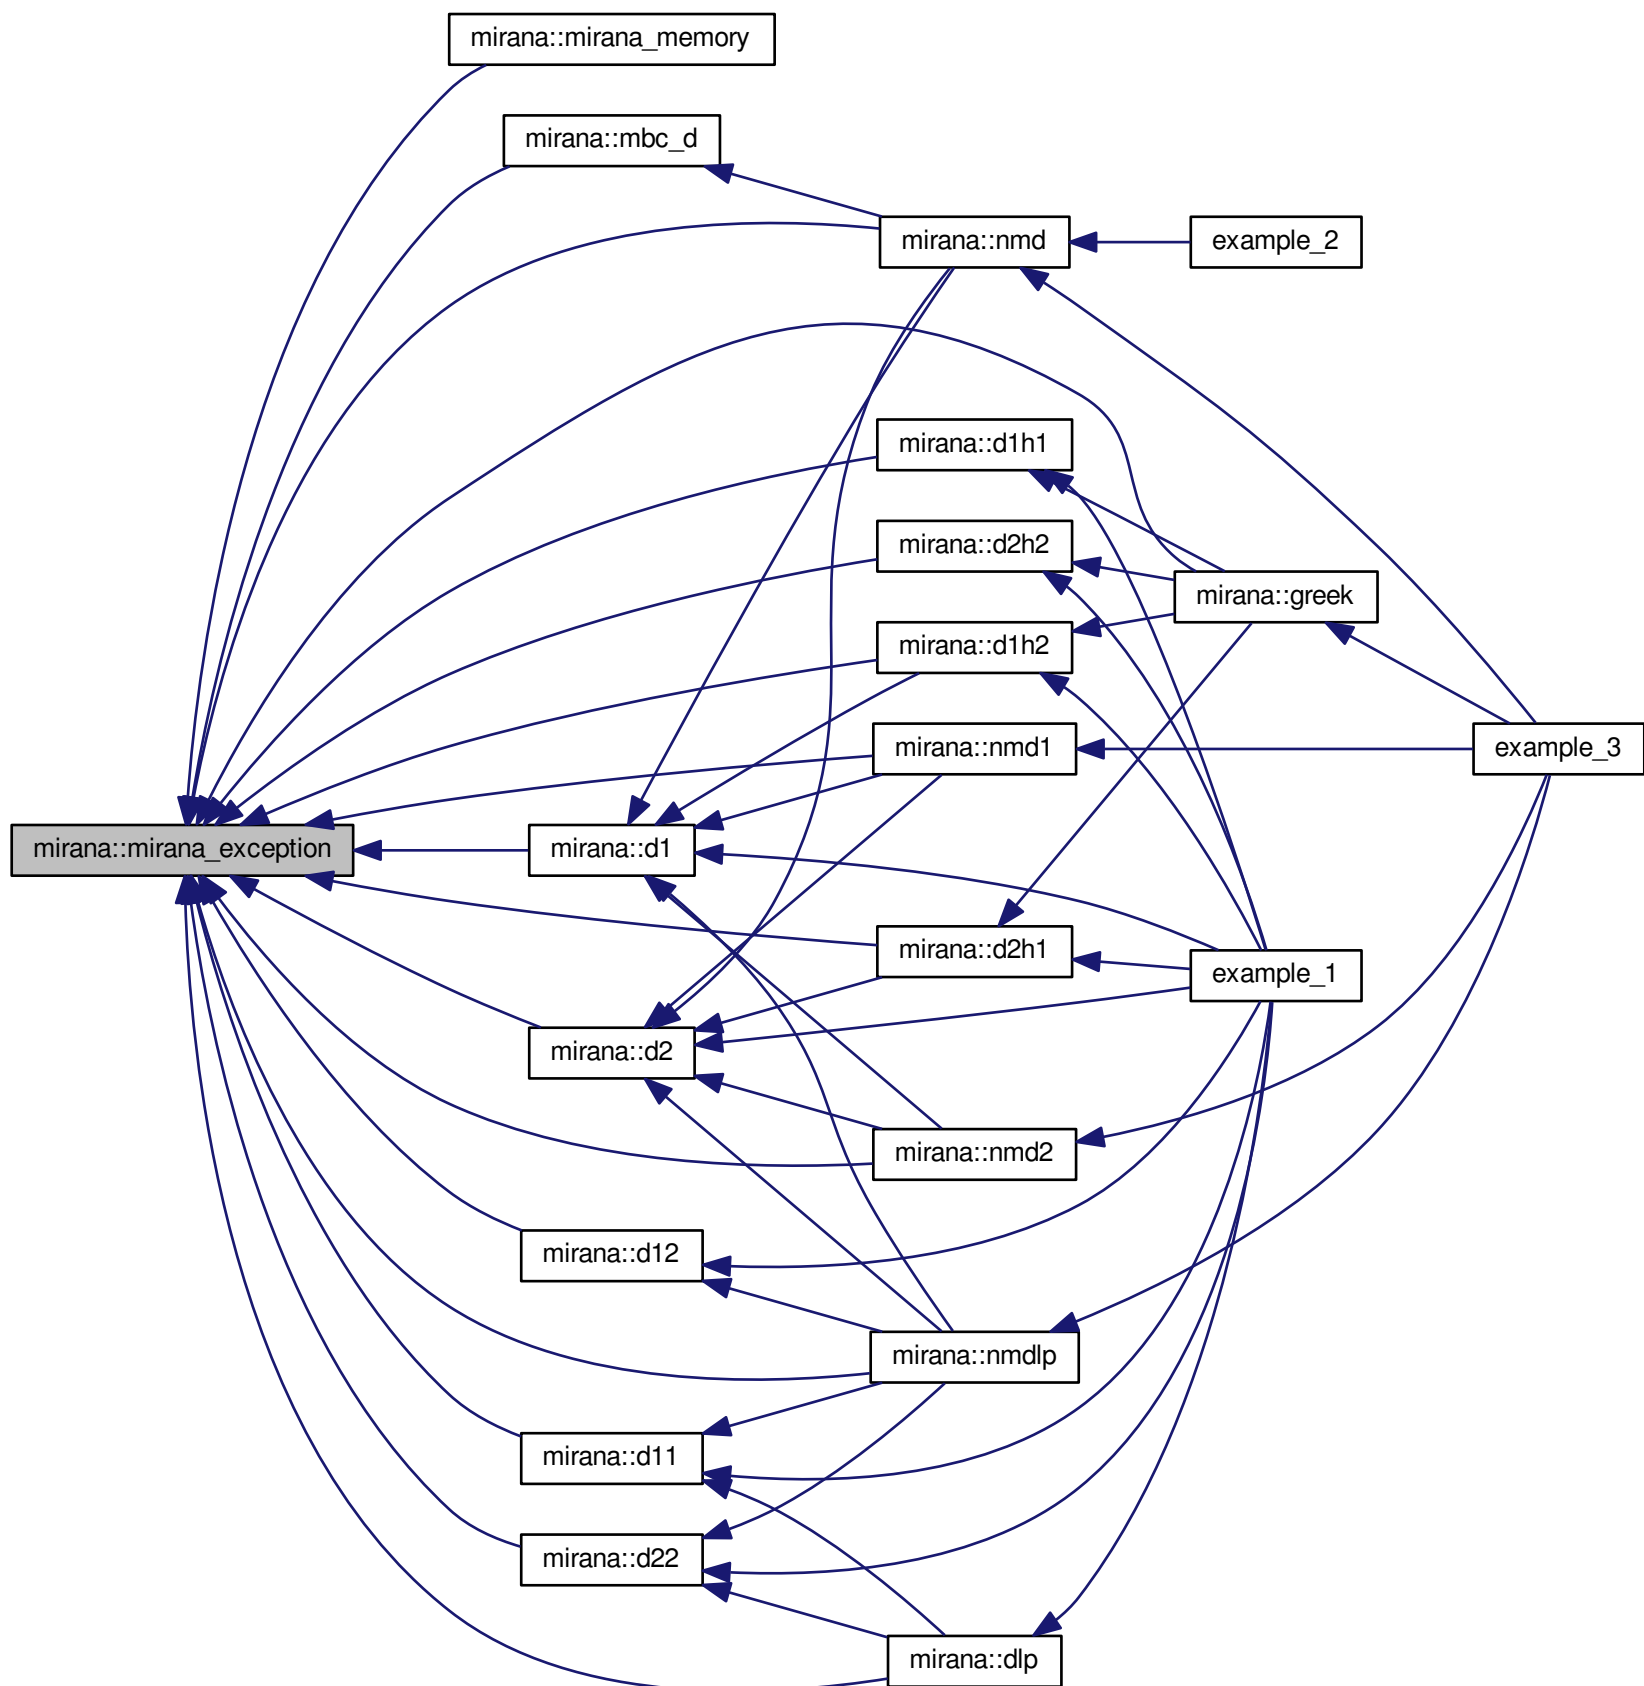 mirana::mirana_memory
mirana::mbc_d
mirana::nmd
example_2
mirana::d1h1
mirana::d2h2
mirana::greek
mirana::d1h2
mirana::nmd1
example_3
mirana::mirana_exception
mirana::d1
mirana::d2h1
example_1
mirana::d2
mirana::nmd2
mirana::d12
mirana::nmdlp
mirana::d11
mirana::d22
mirana::dlp